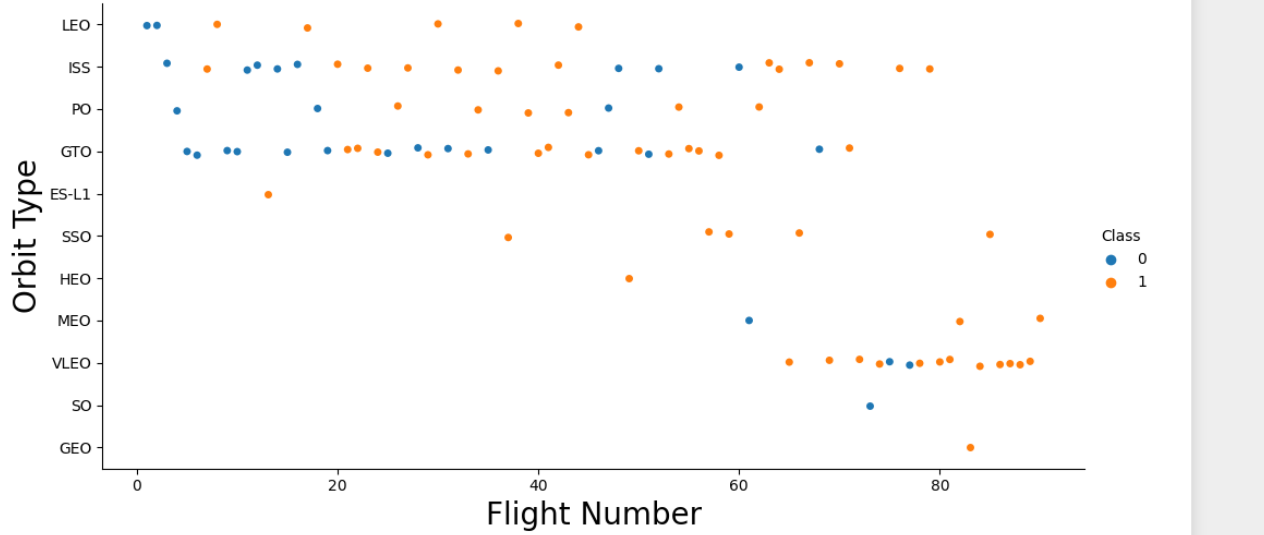 LEO
ISS
PO
GTO
ES-L1
SSO
HEO
MEO
VLEO
SO
GEO
Orbit Type
0 20 40 60 80
Flight Number
Class
0
1